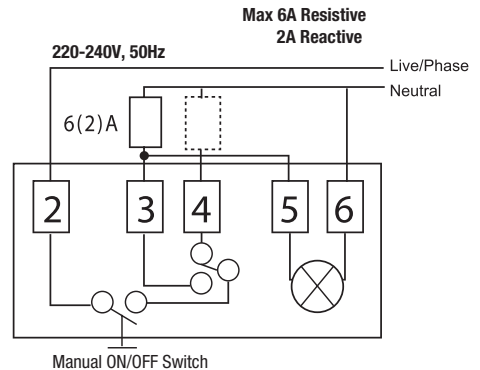 Max 6A Resistive
2A Reactive
220-240V, 50Hz
Live/Phase
Neutral
6(2)A
2 3 4 5 6
Manual ON/OFF Switch